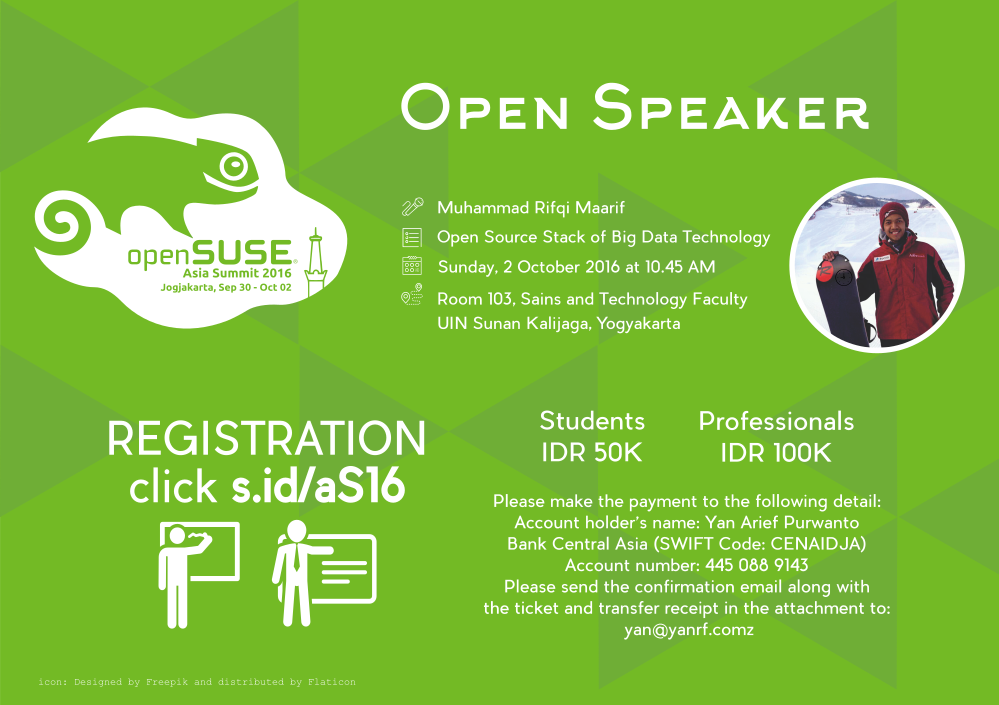 Open Speaker
openSUSE®
Asia Summit 2016
Jogjakarta, Sep 30 - Oct 02
Muhammad Rifqi Maarif
Open Source Stack of Big Data Technology
Sunday, 2 October 2016 at 10.45 AM
Room 103, Sains and Technology Faculty
UIN Sunan Kalijaga, Yogyakarta
REGISTRATION
click s.id/aS16
Students
IDR 50K
Professionals
IDR 100K
Please make the payment to the following detail:
Account holder's name: Yan Arief Purwanto
Bank Central Asia (SWIFT Code: CENAIDJA)
Account number: 445 088 9143
Please send the confirmation email along with
the ticket and transfer receipt in the attachment to:
yan@yanrf.comz
icon: Designed by Freepik and distributed by Flaticon